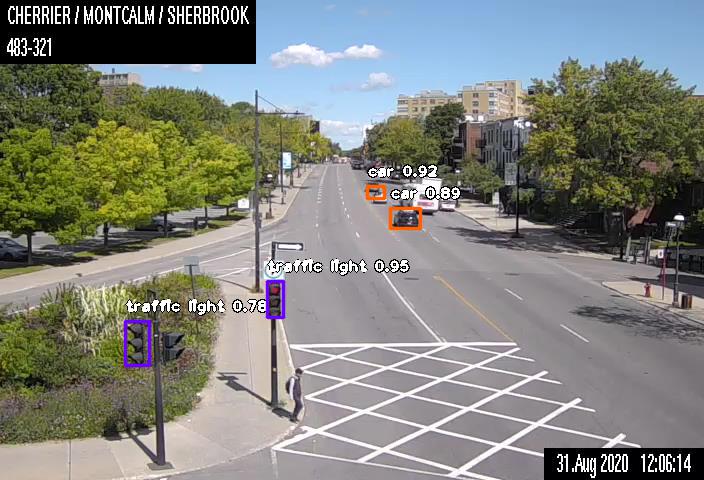 CHERRIER / MONTCALM / SHERBROOK
483-321
car 0.92
car 0.89
traffic light 0.95
traffic light 0.78
31.Aug 2020 12:06:14